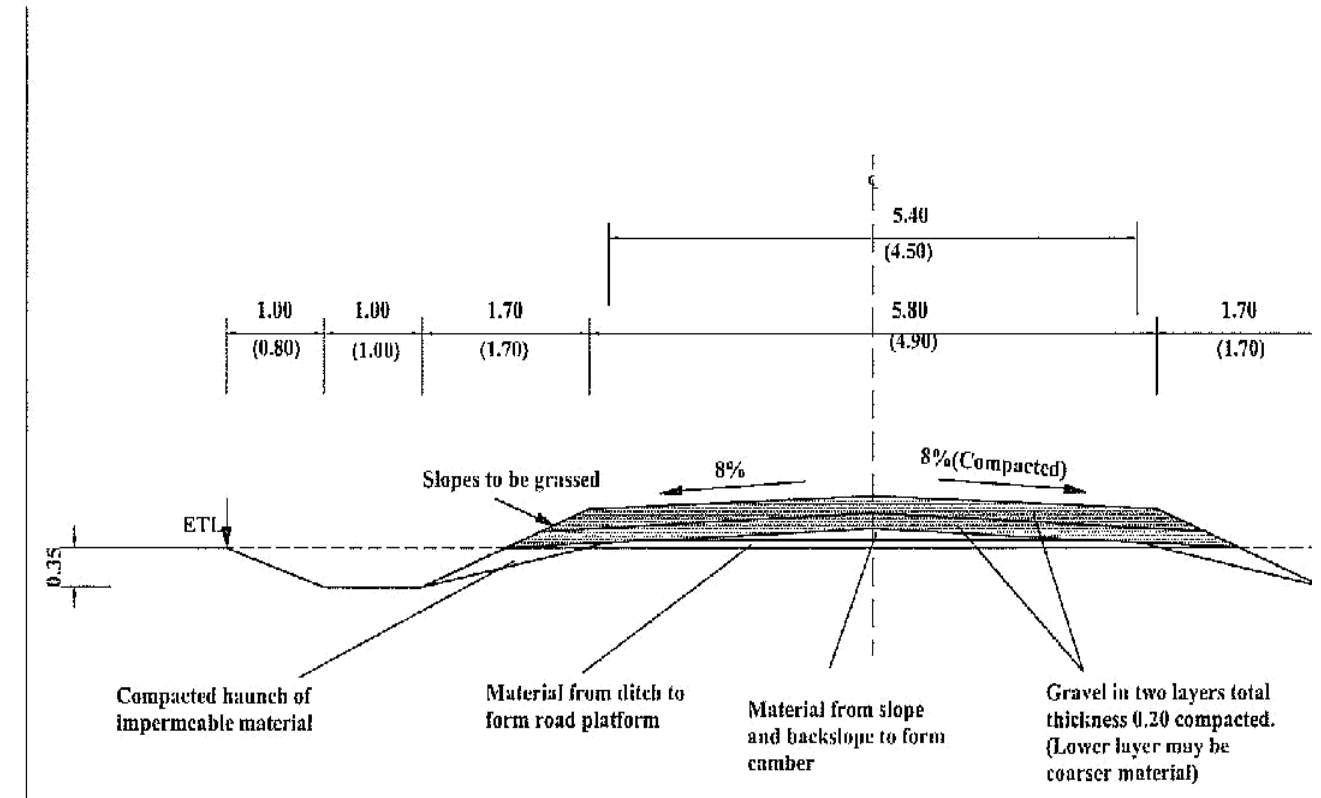 5.40
(4.50)
1.00 1.00 1.70 5.80 1.70
(0.80) (1.00) (1.70) (4.90) (1.70)
8% 8%(Compacted)
Slopes to be grassed
ETL
0.35
Compacted haunch of
impermeable material
Material from ditch to
form road platform
Material from slope
and backslope to form
camber
Gravel in two layers total
thickness 0.20 compacted.
(Lower layer may be
coarser material)